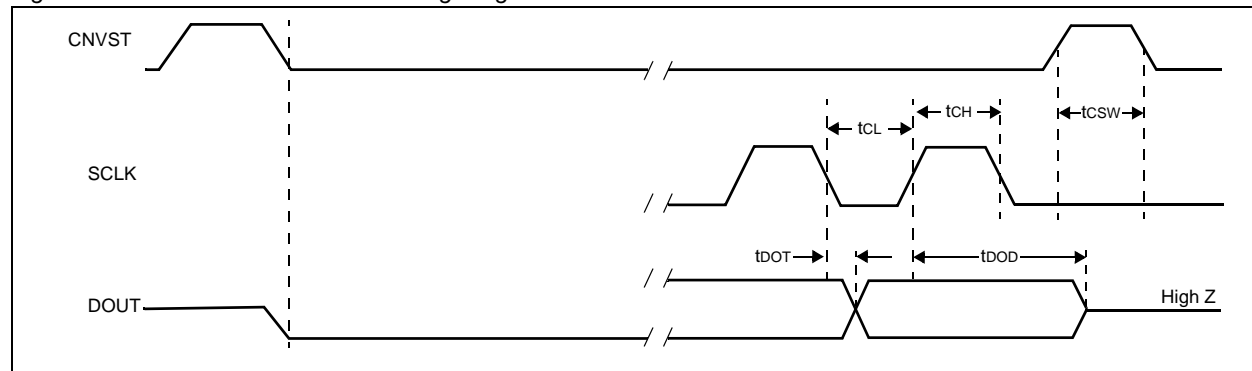 CNVST
tCL
tCH
tCSW
SCLK
tDOT
tDOD
DOUT
High Z